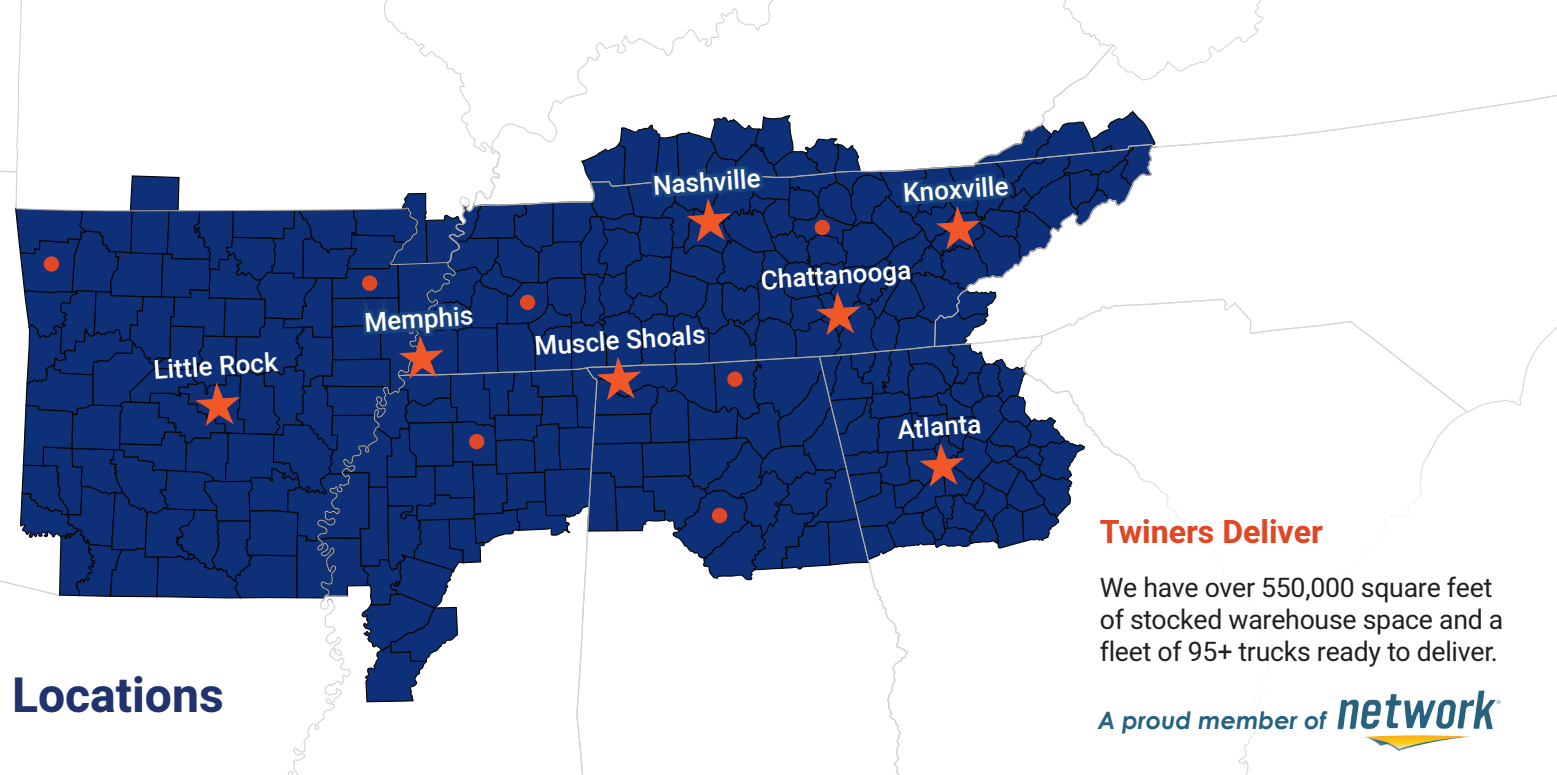 Nashville
Knoxville
Chattanooga
Memphis
Muscle Shoals
Little Rock
Atlanta
Twiners Deliver
We have over 550,000 square feet
of stocked warehouse space and a
fleet of 95+ trucks ready to deliver.
Locations
A proud member of network®